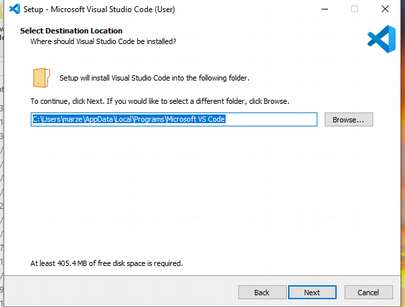 Setup - Microsoft Visual Studio Code (User)
Select Destination Location
Where should Visual Studio Code be installed?
Setup will install Visual Studio Code into the following folder.
To continue, click Next. If you would like to select a different folder, click Browse.
C:\Users\marze\AppData\Local\Programs\Microsoft VS Code
Browse...
At least 405.4 MB of free disk space is required.
Back
Next
Cancel